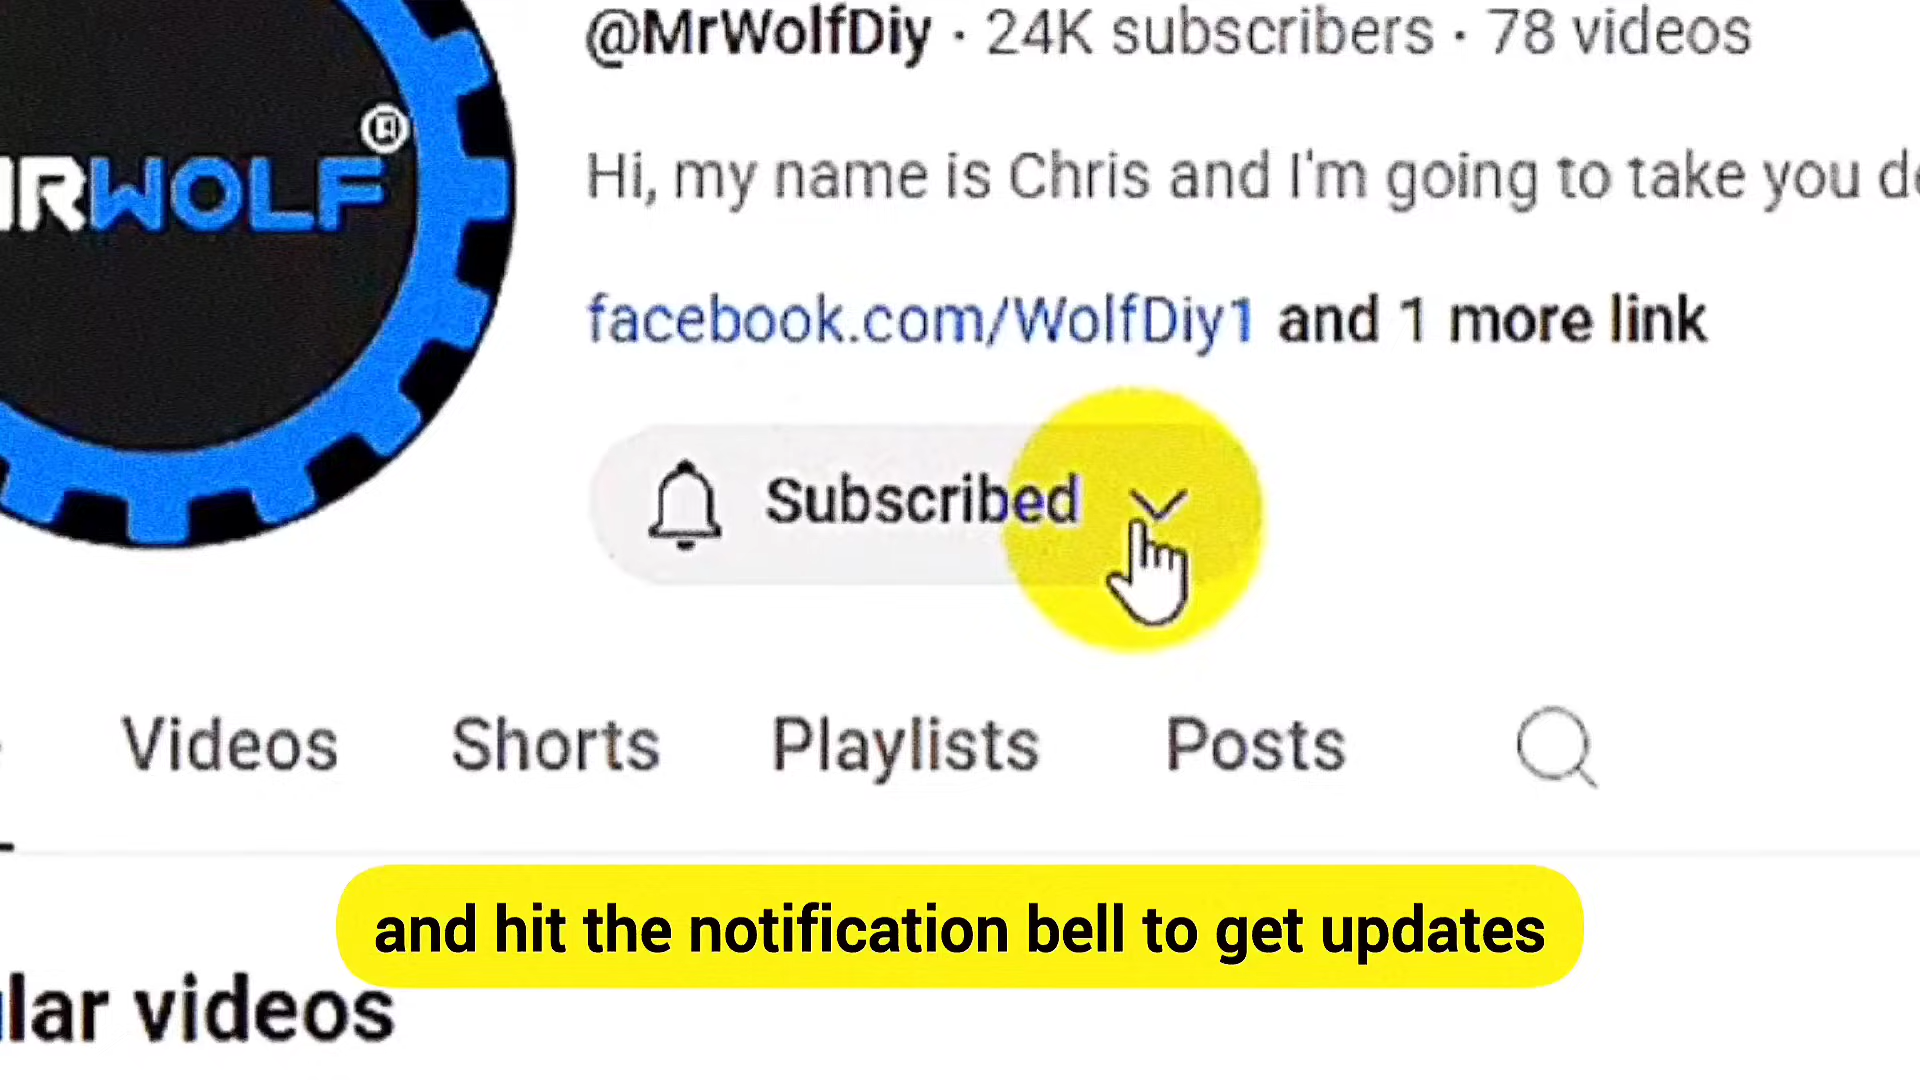 @MrWolfDiy · 24K subscribers · 78 videos
RWOLF
Hi, my name is Chris and I'm going to take you
facebook.com/WolfDiy1 and 1 more link
Subscribed
Videos Shorts Playlists Posts
and hit the notification bell to get updates
lar videos